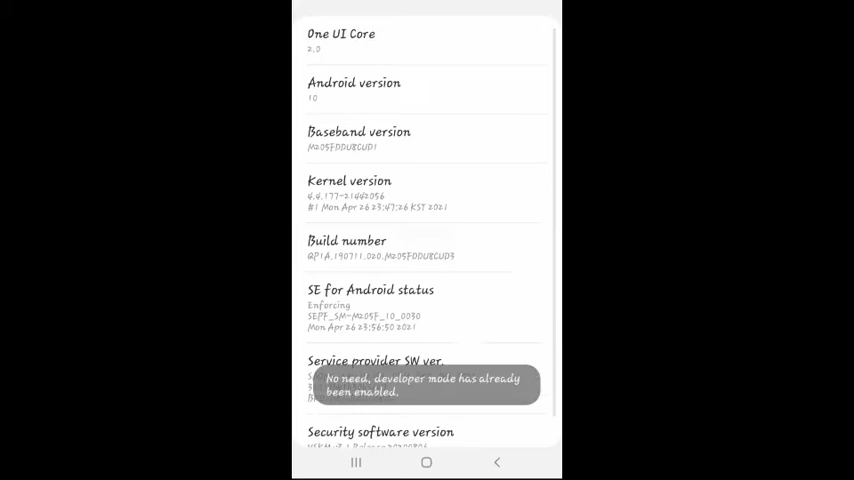 One UI Core
2.0
Android version
10
Baseband version
M205FDDU8CUD1
Kernel version
4.4.177-21442056
#1 Mon Apr 26 23:47:26 KST 2021
Build number
QP1A.190711.020.M205FDDU8CUD3
SE for Android status
Enforcing
SEPF_SM-M205F_10_0030
Mon Apr 26 23:56:50 2021
Service provider SW ver.
No need, developer mode has already
been enabled.
Security software version